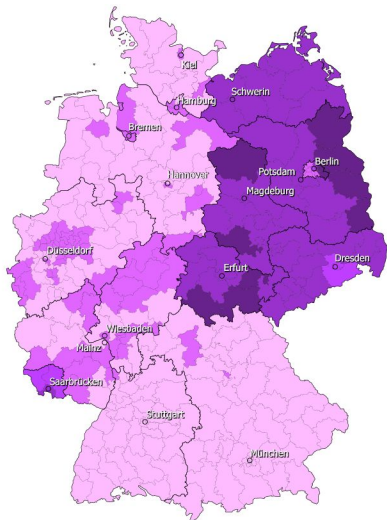 Kiel
Schwerin
Hamburg
Bremen
Berlin
Potsdam
Hannover
Magdeburg
Düsseldorf
Dresden
Erfurt
Wiesbaden
Mainz
Saarbrücken
Stuttgart
München